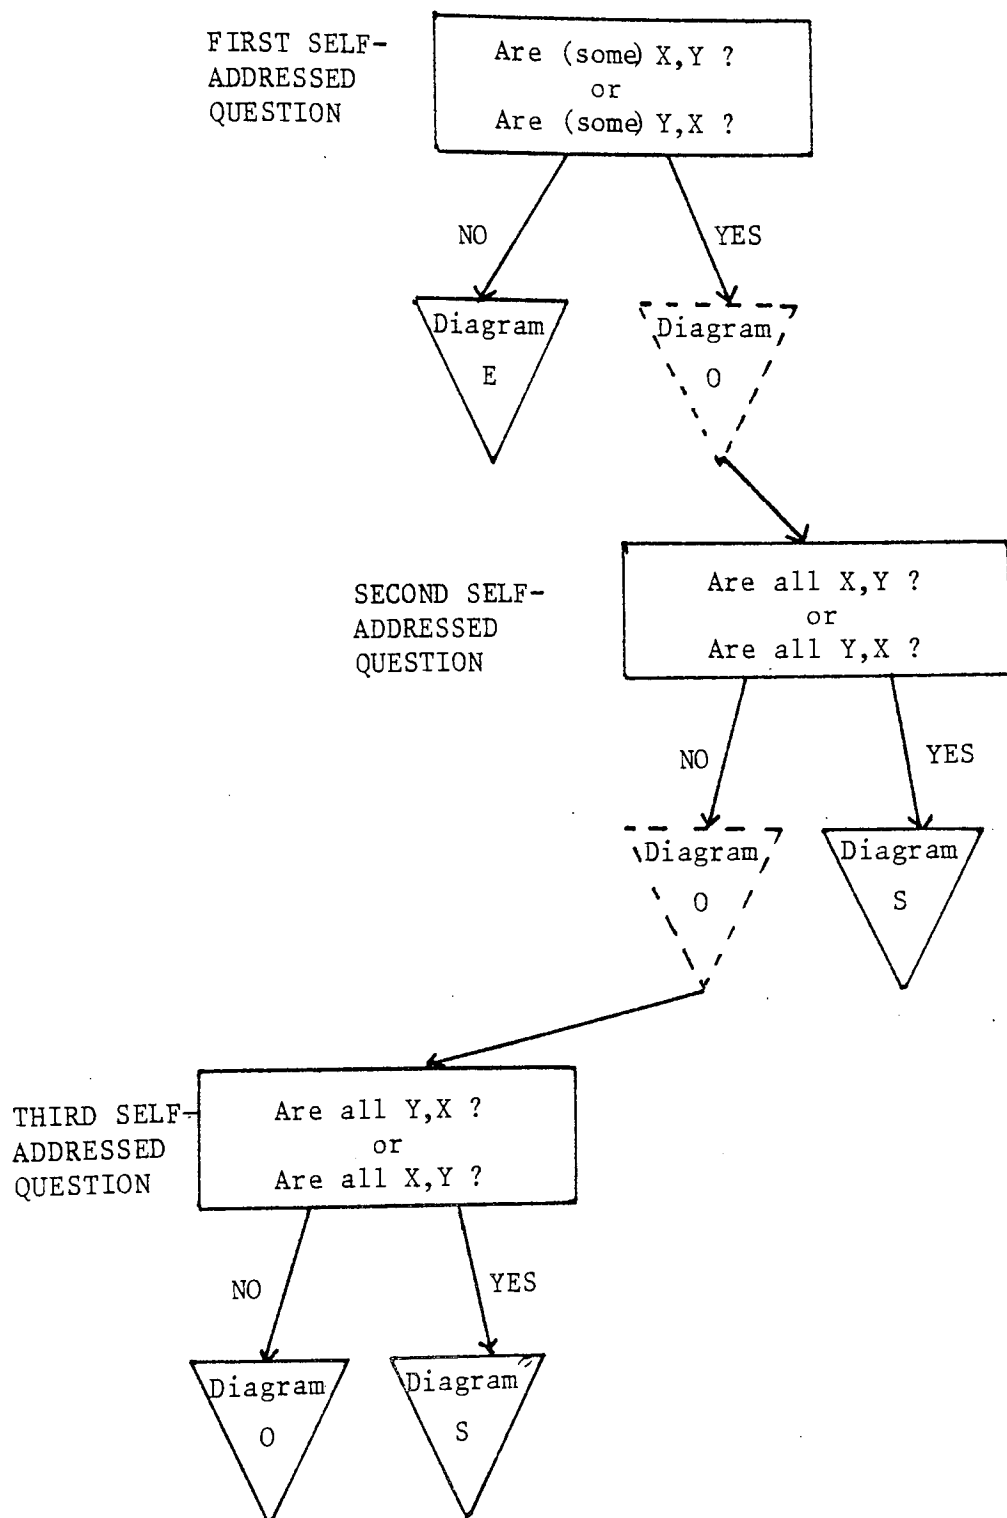 FIRST SELF-
ADDRESSED
QUESTION
Are (some) X,Y ?
or
Are (some) Y,X ?
NO
YES
Diagram
E
Diagram
O
SECOND SELF-
ADDRESSED
QUESTION
Are all X,Y ?
or
Are all Y,X ?
NO
YES
Diagram
O
Diagram
S
THIRD SELF-
ADDRESSED
QUESTION
Are all Y,X ?
or
Are all X,Y ?
NO
YES
Diagram
O
Diagram
S